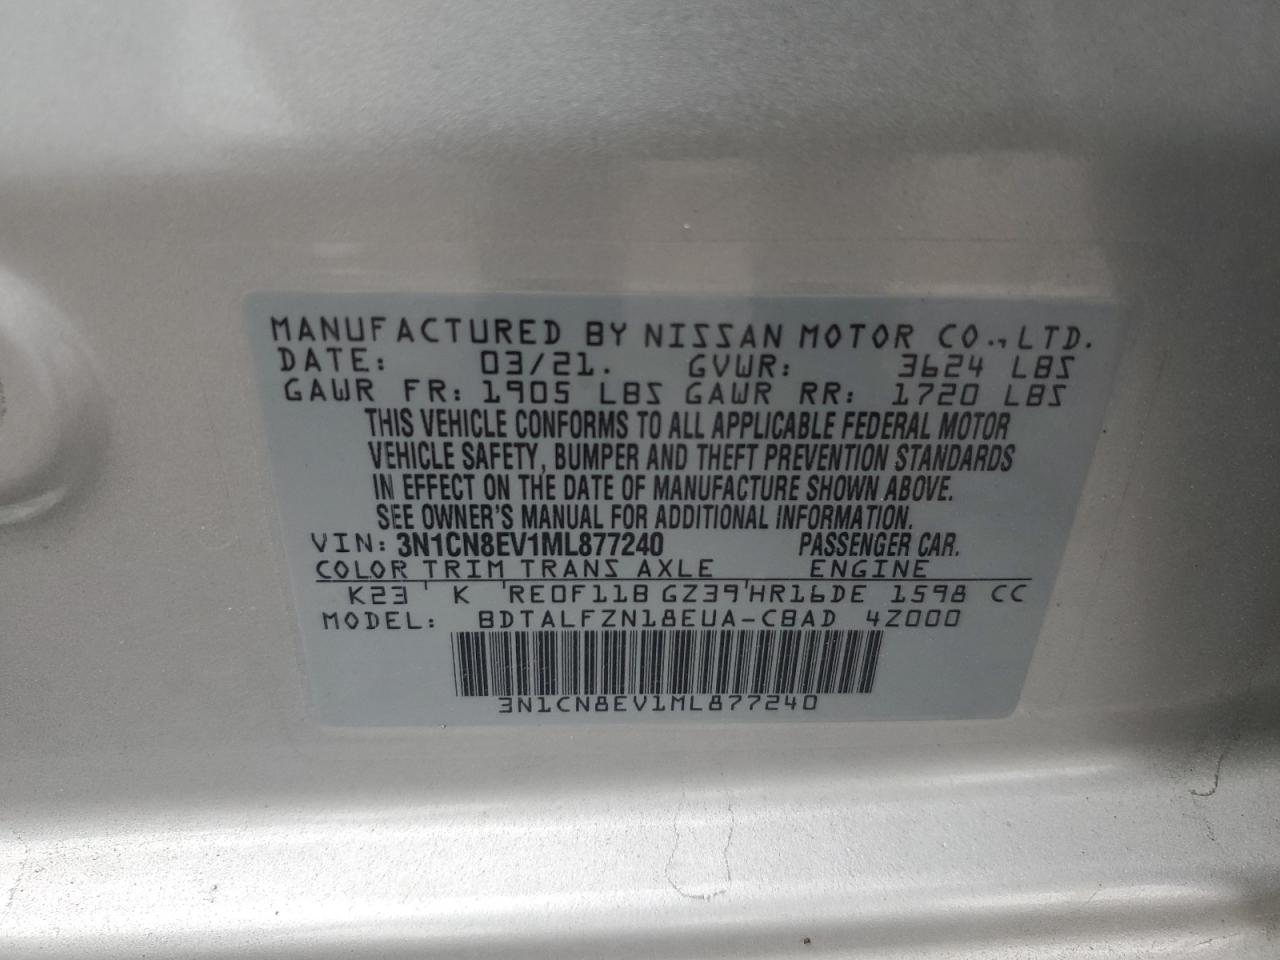 MANUFACTURED BY NISSAN MOTOR CO., LTD.
DATE: 03/21. GVWR: 3624 LBS
GAWR FR: 1905 LBS GAWR RR: 1720 LBS
THIS VEHICLE CONFORMS TO ALL APPLICABLE FEDERAL MOTOR
VEHICLE SAFETY, BUMPER AND THEFT PREVENTION STANDARDS
IN EFFECT ON THE DATE OF MANUFACTURE SHOWN ABOVE.
SEE OWNER'S MANUAL FOR ADDITIONAL INFORMATION.
VIN: 3N1CN8EV1ML877240 PASSENGER CAR.
COLOR TRIM TRANS AXLE ENGINE
K23 ' K 'RE0F11B GZ39'HR16DE 1598 CC
MODEL: BDTALFZN18EUA-CBAD 4Z000
3N1CN8EV1ML877240